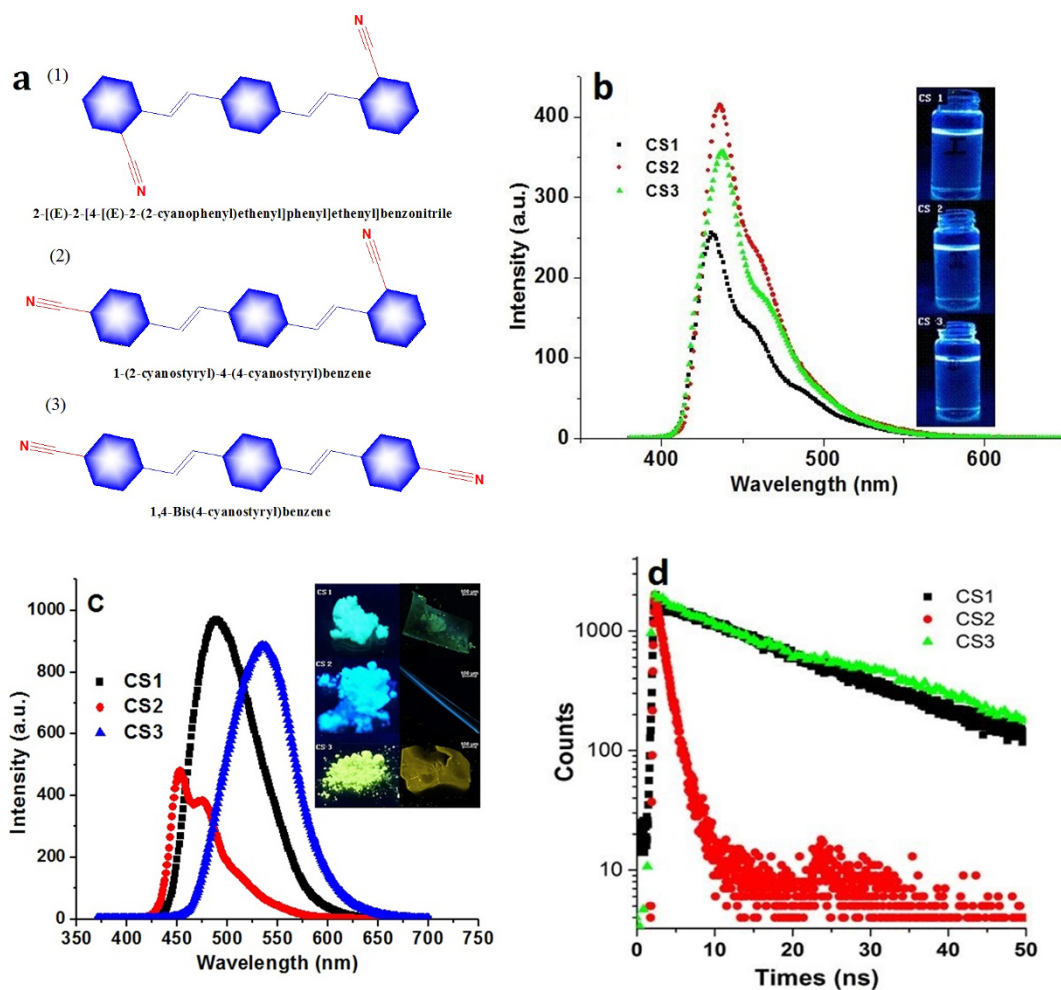 a
(1)
N
N
2-[(E)-2-[4-[(E)-2-(2-cyanophenyl)ethenyl]phenyl]ethenyl]benzonitrile
(2)
N
N
1-(2-cyanostyryl)-4-(4-cyanostyryl)benzene
(3)
N
N
1,4-Bis(4-cyanostyryl)benzene
b
CS1
CS2
CS3
CS 1
CS 2
CS 3
Intensity (a.u.)
400
300
200
100
0
400
500
600
Wavelength (nm)
c
CS1
CS2
CS3
CS 1
CS 2
CS 3
Intensity (a.u.)
1000
800
600
400
200
0
350
400
450
500
550
600
650
700
750
Wavelength (nm)
d
CS1
CS2
CS3
Counts
1000
100
10
0
10
20
30
40
50
Times (ns)